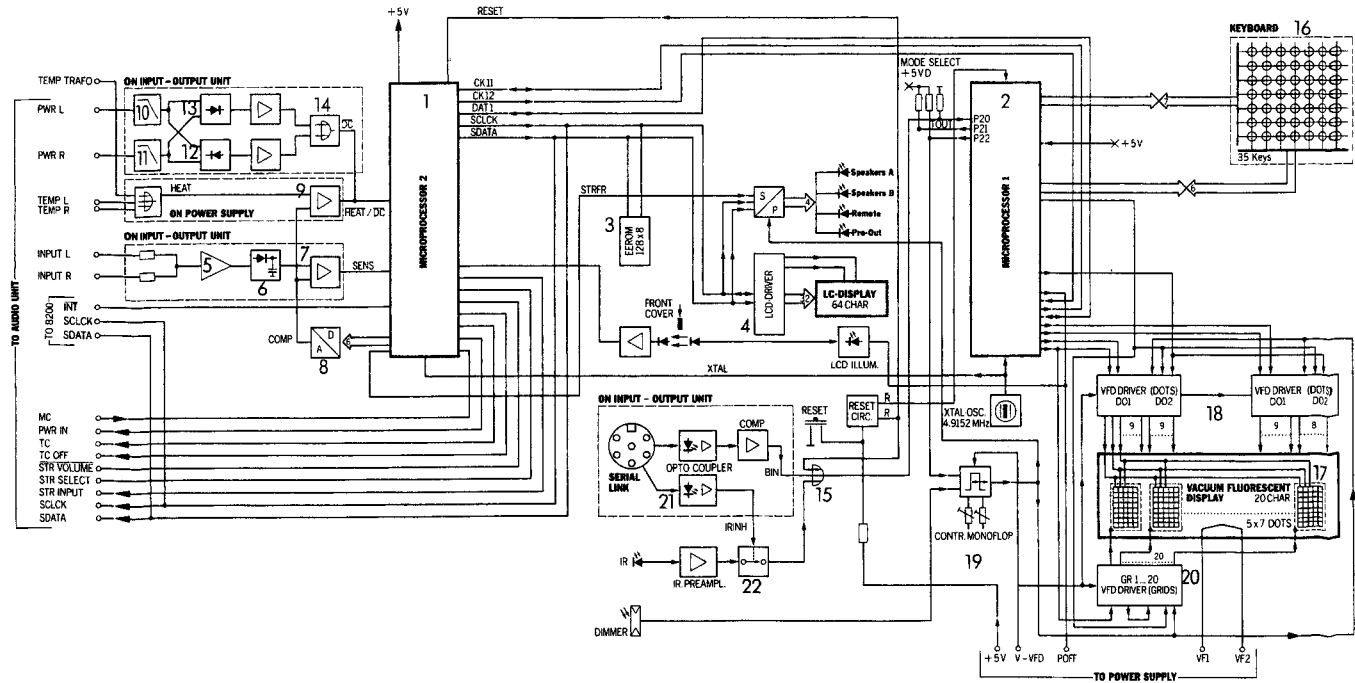 +5V
RESET
KEYBOARD
16
TEMP TRAFO
ON INPUT-OUTPUT UNIT
MODE SELECT
+5VD
PWR L
10
13
14
DC
1
CK11
CK12
DAT1
SCLCK
SDATA
2
P20
P21
P22
TOUT
7
PWR R
11
12
+5V
35 Keys
HEAT
9
TEMP L
TEMP R
ON POWER SUPPLY
HEAT/DC
MICROPROCESSOR 2
STRFR
S
P
4
Speakers A
Speakers B
Remote
Pre-Out
MICROPROCESSOR 1
6
3
EEROM
128x8
ON INPUT-OUTPUT UNIT
INPUT L
INPUT R
5
6
7
SENS
TO AUDIO UNIT
TO 8200
INT
SCLCK
SDATA
COMP
D
A
8
6
FRONT
COVER
4
LCD-DRIVER
2
LC-DISPLAY
64 CHAR
LCD ILLUM.
XTAL
MC
PWR IN
TC
TC OFF
STR VOLUME
STR SELECT
STR INPUT
SCLCK
SDATA
ON INPUT-OUTPUT UNIT
SERIAL
LINK
OPTO COUPLER
COMP
BIN
21
IRINH
RESET
RESET
CIRC.
R
R
15
XTAL OSC.
4.9152 MHz
VFD DRIVER (DOTS)
DO1 DO2
18
VFD DRIVER (DOTS)
DO1 DO2
9
9
9
8
17
VACUUM FLUORESCENT
DISPLAY
20 CHAR
5 x 7 DOTS
CONTR. MONOFLOP
19
IR
IR. PREAMPL.
22
20
GR 1...20
VFD DRIVER (GRIDS)
20
DIMMER
+5V
V-VFD
POFF
VF1
VF2
TO POWER SUPPLY